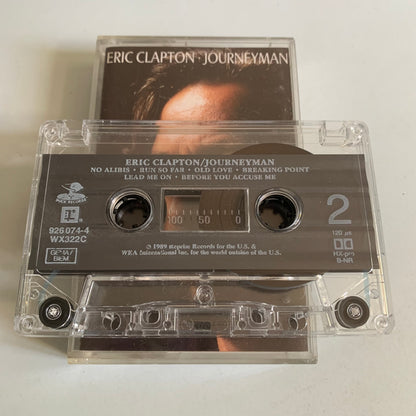 ERIC CLAPTON · JOURNEYMAN
ERIC CLAPTON/JOURNEYMAN
NO ALIBIS • RUN SO FAR • OLD LOVE • BREAKING POINT
LEAD ME ON • BEFORE YOU ACCUSE ME
926 074-4
WX322C
GEMA/
BIEM
100 50 0
2
120 µs
HX-pro
B-NR
℗ 1989 Reprise Records for the U.S. &
WEA International Inc. for the world outside of the U.S.